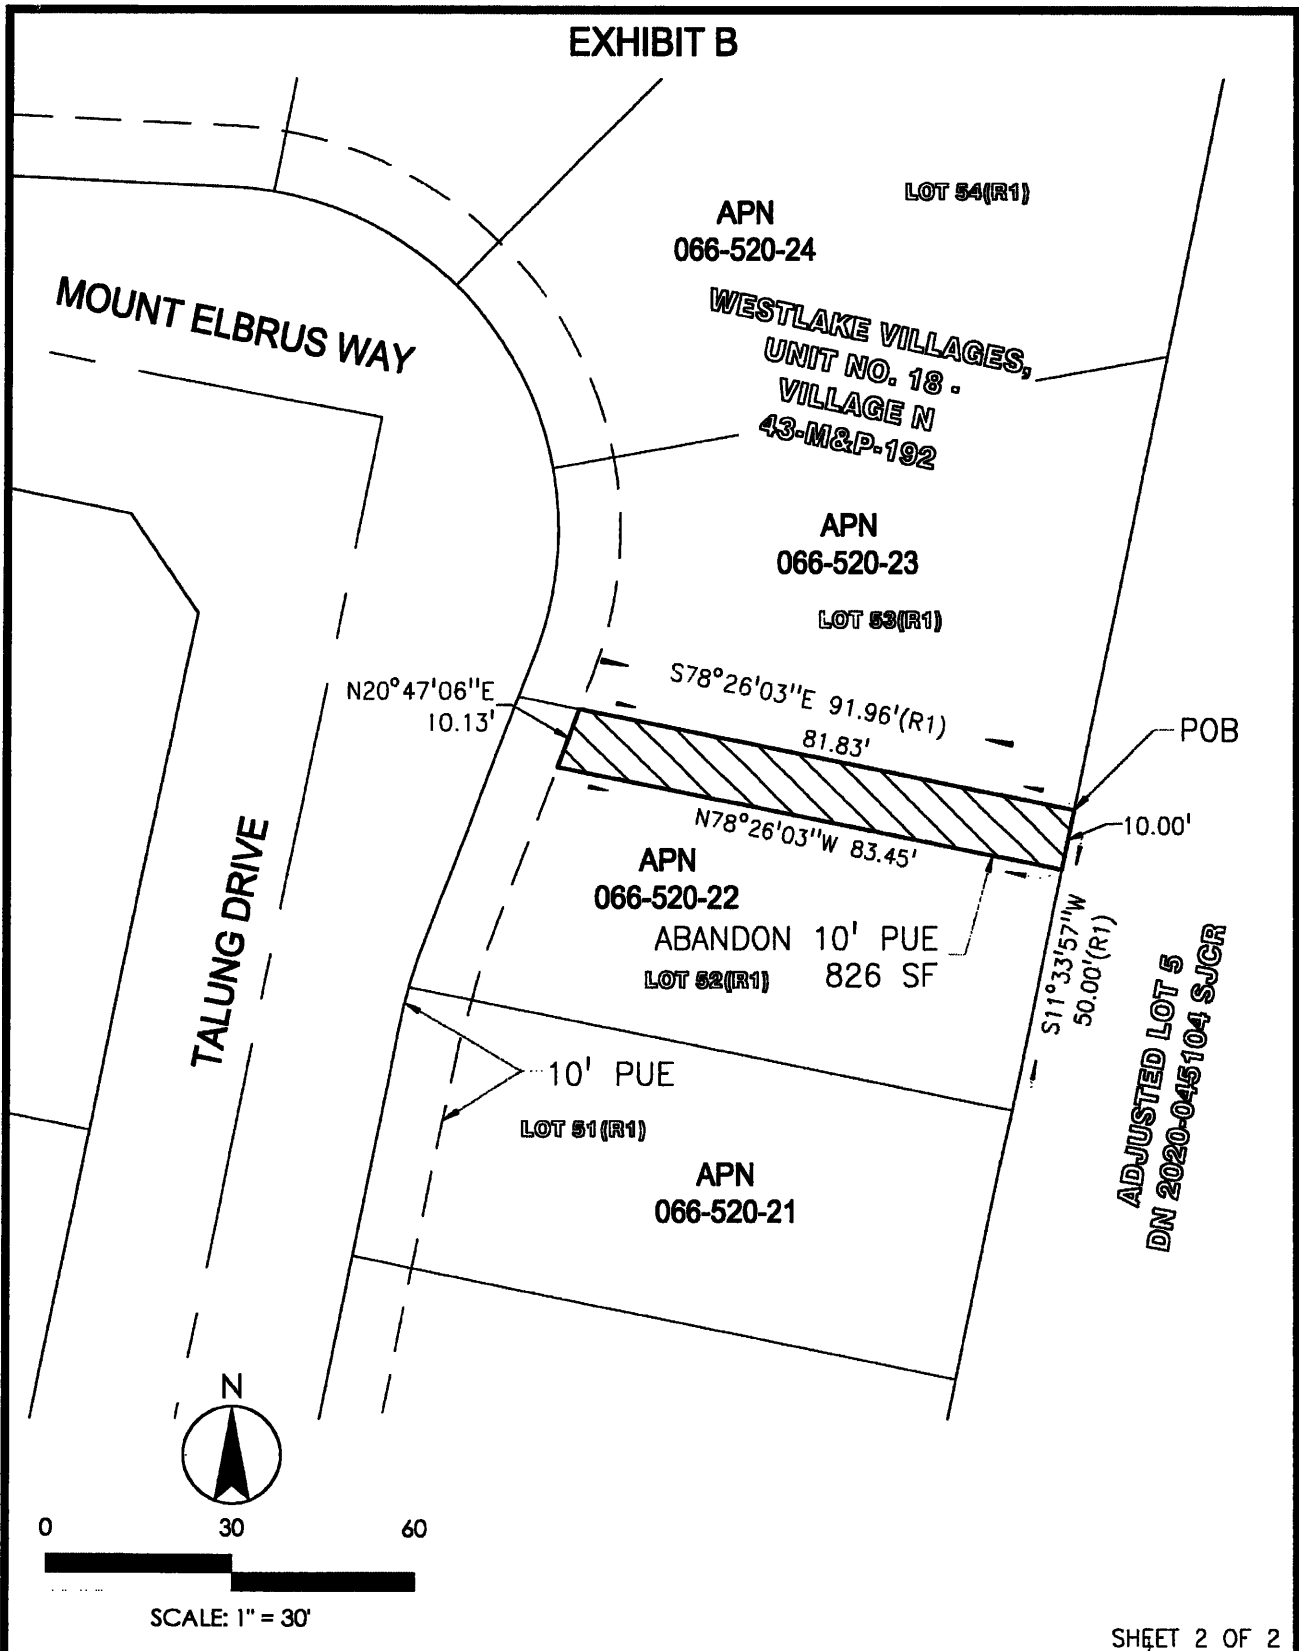 EXHIBIT B
LOT 54(R1)
APN
066-520-24
WESTLAKE VILLAGES,
UNIT NO. 18 -
VILLAGE N
43-M&P-192
MOUNT ELBRUS WAY
APN
066-520-23
LOT 53(R1)
S78°26'03"E 91.96'(R1)
81.83'
N20°47'06"E
10.13'
POB
10.00'
N78°26'03"W 83.45'
APN
066-520-22
ABANDON 10' PUE
826 SF
LOT 52(R1)
S11°33'57"W
50.00'(R1)
TALUNG DRIVE
ADJUSTED LOT 5
DN 2020-045104 SJCR
10' PUE
LOT 51(R1)
APN
066-520-21
N
0 30 60
SCALE: 1" = 30'
SHEET 2 OF 2